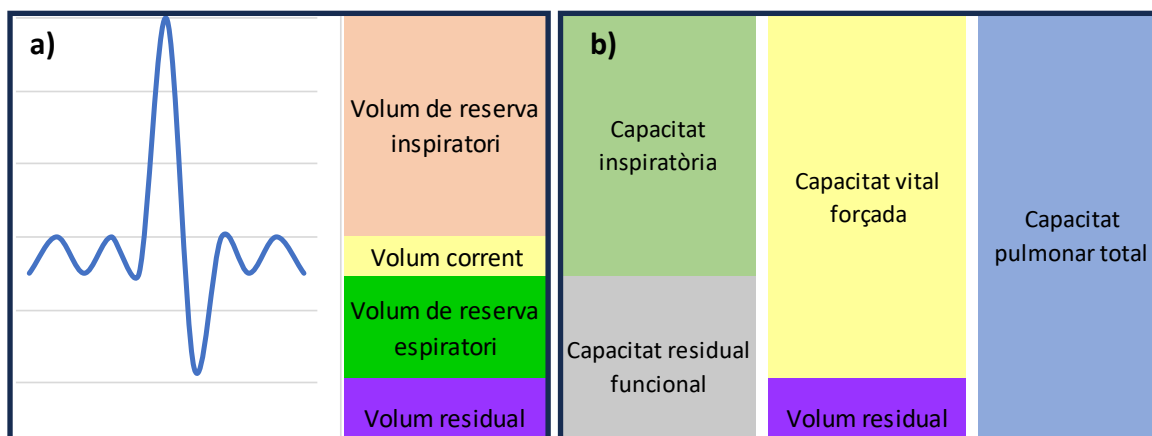 a)
Volum de reserva
inspiratori
Volum corrent
Volum de reserva
espiratori
Volum residual
b)
Capacitat
inspiratòria
Capacitat residual
funcional
Capacitat vital
forçada
Volum residual
Capacitat
pulmonar total